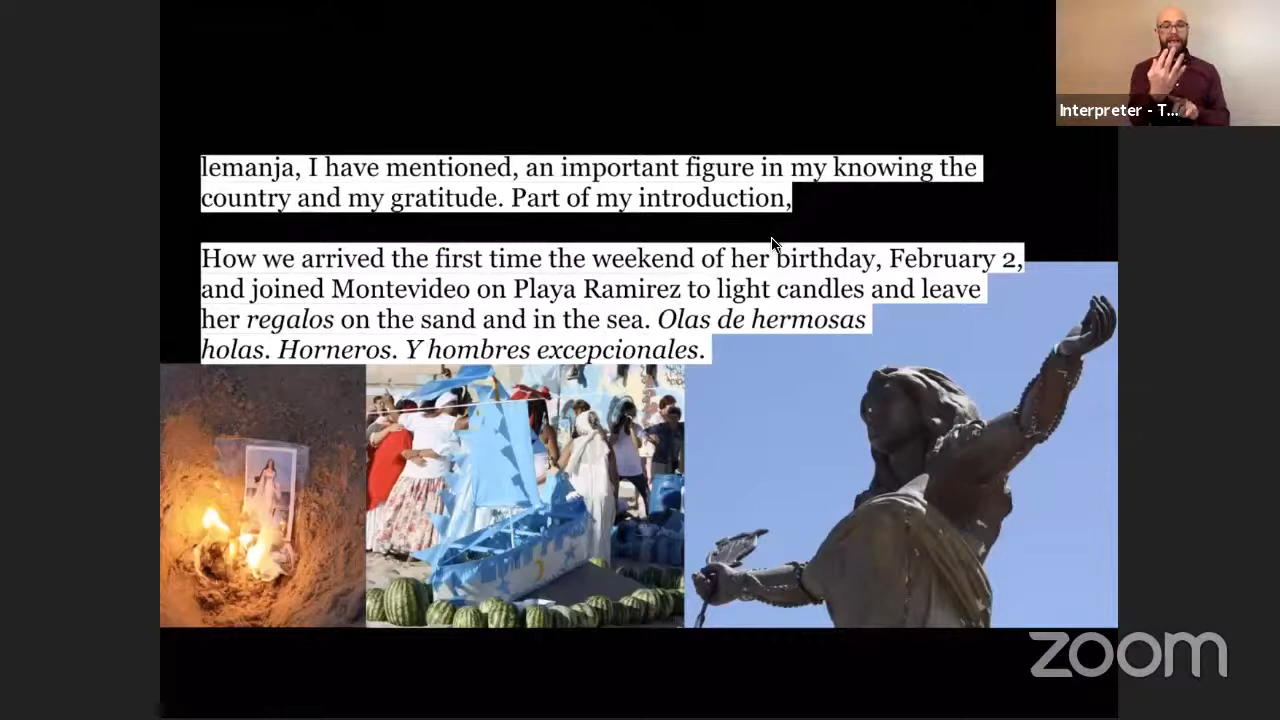 Interpreter - T...
lemanja, I have mentioned, an important figure in my knowing the
country and my gratitude. Part of my introduction,
How we arrived the first time the weekend of her birthday, February 2,
and joined Montevideo on Playa Ramirez to light candles and leave
her regalos on the sand and in the sea. Olas de hermosas
holas. Horneros. Y hombres excepcionales.
zoom